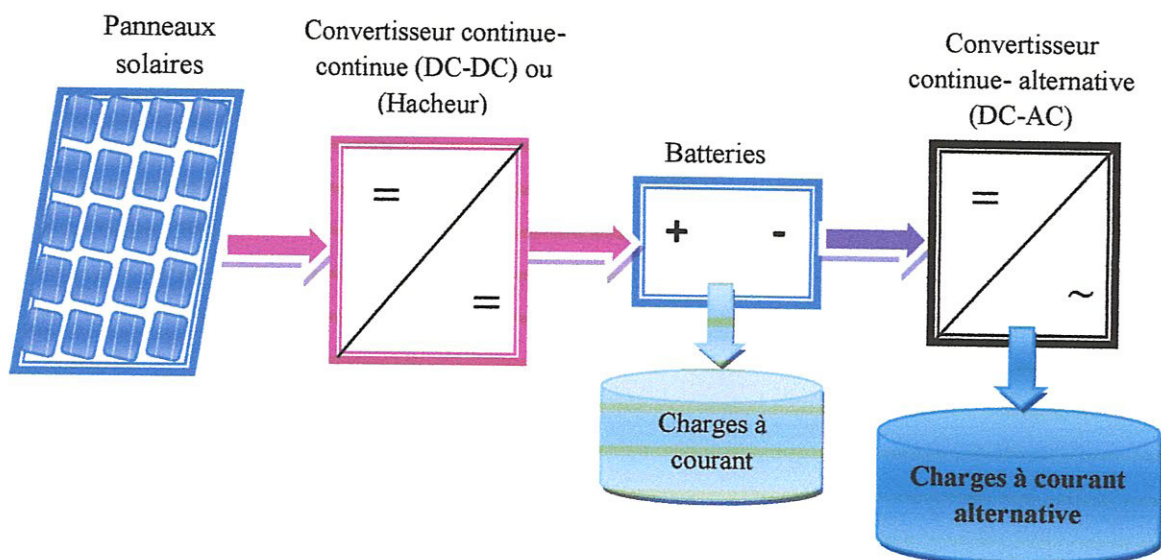 Panneaux
solaires
Convertisseur continue-
continue (DC-DC) ou
(Hacheur)
=
=
Batteries
+ -
Convertisseur
continue- alternative
(DC-AC)
=
~
Charges à
courant
Charges à courant
alternative